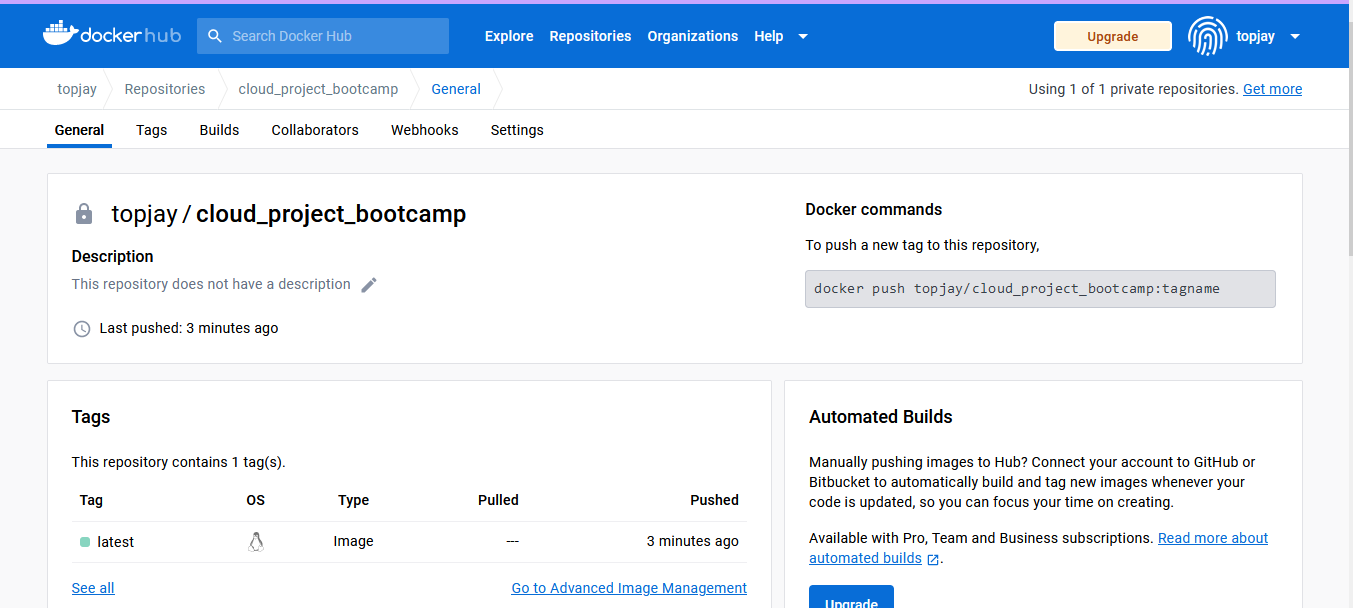 dockerhub Search Docker Hub Explore Repositories Organizations Help Upgrade topjay
topjay Repositories cloud_project_bootcamp General Using 1 of 1 private repositories. Get more
General Tags Builds Collaborators Webhooks Settings
topjay / cloud_project_bootcamp
Description
This repository does not have a description
Last pushed: 3 minutes ago
Docker commands
To push a new tag to this repository,
docker push topjay/cloud_project_bootcamp:tagname
Tags
This repository contains 1 tag(s).
Tag OS Type Pulled Pushed
latest Image --- 3 minutes ago
See all Go to Advanced Image Management
Automated Builds
Manually pushing images to Hub? Connect your account to GitHub or
Bitbucket to automatically build and tag new images whenever your
code is updated, so you can focus your time on creating.
Available with Pro, Team and Business subscriptions. Read more about
automated builds .
Upgrade